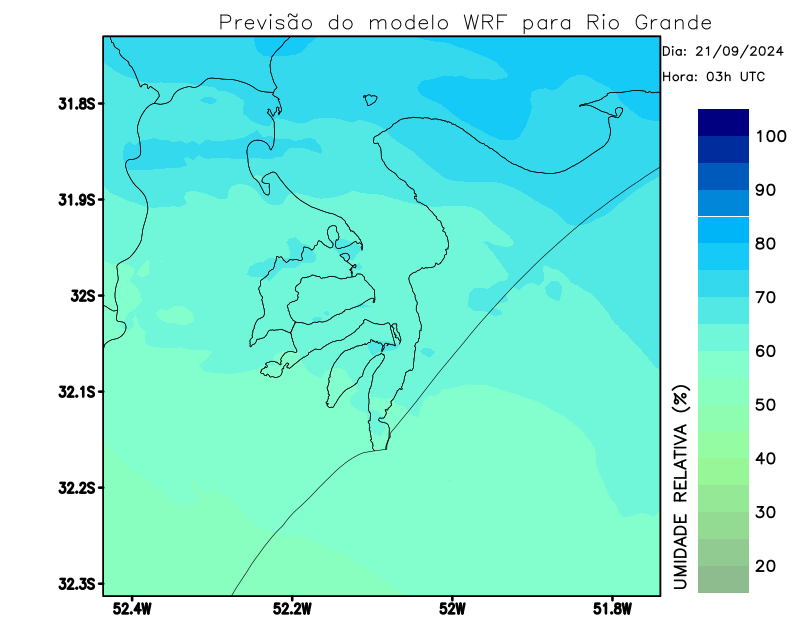 Previsão do modelo WRF para Rio Grande
Dia: 21/09/2024
Hora: 03h UTC
31.8S
31.9S
32S
32.1S
32.2S
32.3S
52.4W
52.2W
52W
51.8W
100
90
80
70
60
50
40
30
20
UMIDADE RELATIVA (%)